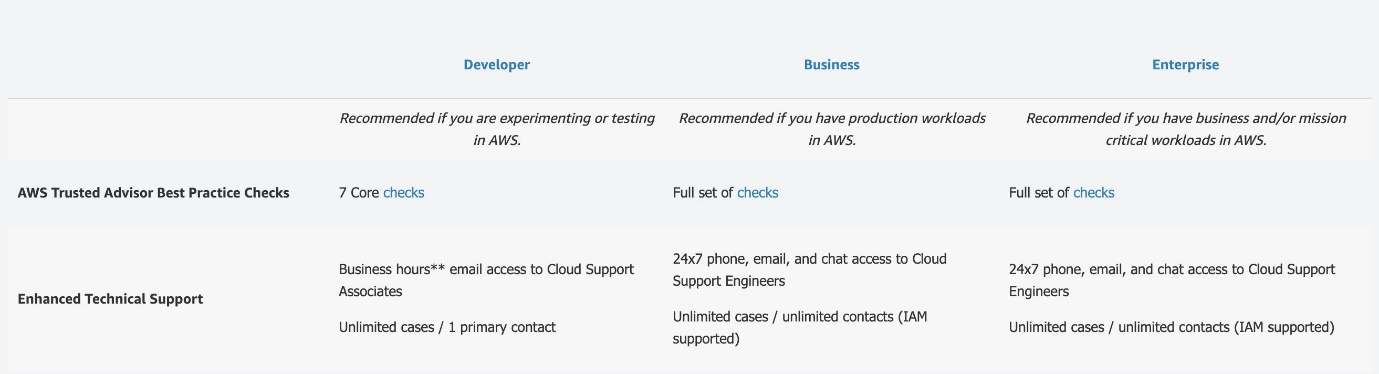 Developer
Business
Enterprise
Recommended if you are experimenting or testing
in AWS.
Recommended if you have production workloads
in AWS.
Recommended if you have business and/or mission
critical workloads in AWS.
AWS Trusted Advisor Best Practice Checks
7 Core checks
Full set of checks
Full set of checks
Enhanced Technical Support
Business hours** email access to Cloud Support
Associates
Unlimited cases / 1 primary contact
24x7 phone, email, and chat access to Cloud
Support Engineers
Unlimited cases / unlimited contacts (IAM
supported)
24x7 phone, email, and chat access to Cloud Support
Engineers
Unlimited cases / unlimited contacts (IAM supported)